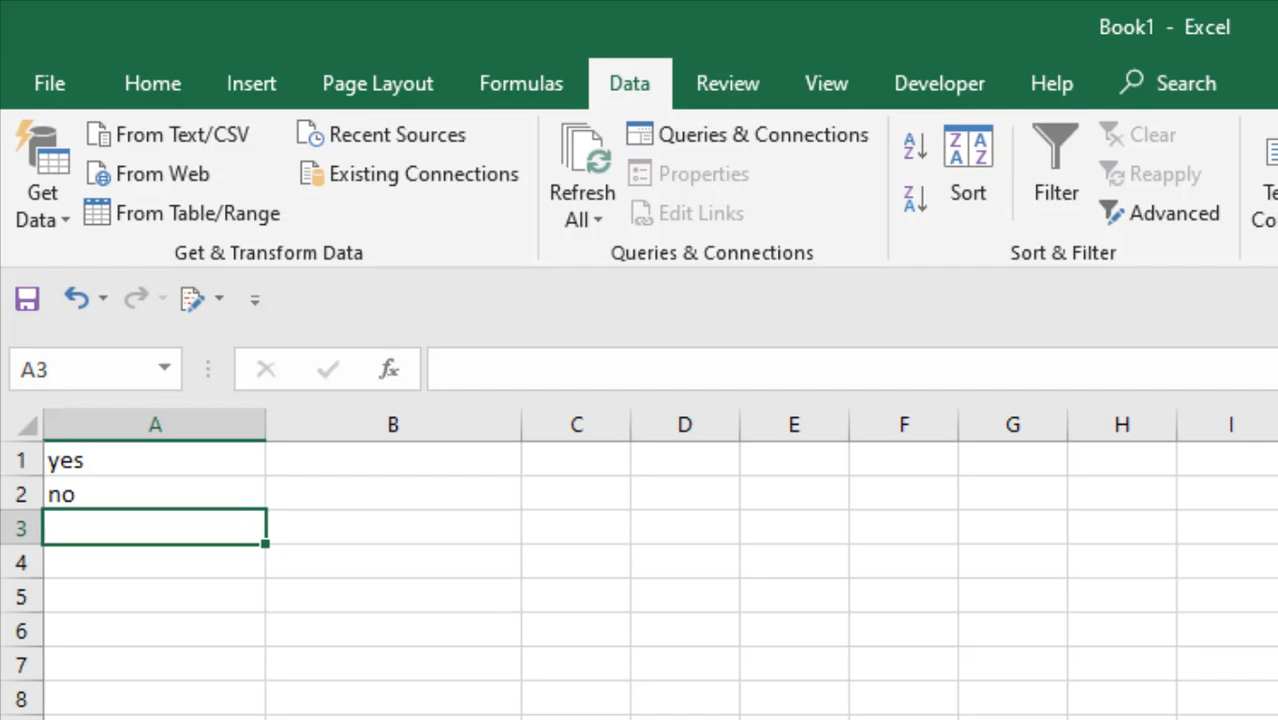 Book1 - Excel
File Home Insert Page Layout Formulas Data Review View Developer Help Search
From Text/CSV Recent Sources Queries & Connections Clear
From Web Existing Connections Properties Reapply
Get Refresh Sort Filter
Data From Table/Range All Edit Links Advanced
Get & Transform Data Queries & Connections Sort & Filter
A3 fx
A B C D E F G H I
1 yes
2 no
3
4
5
6
7
8